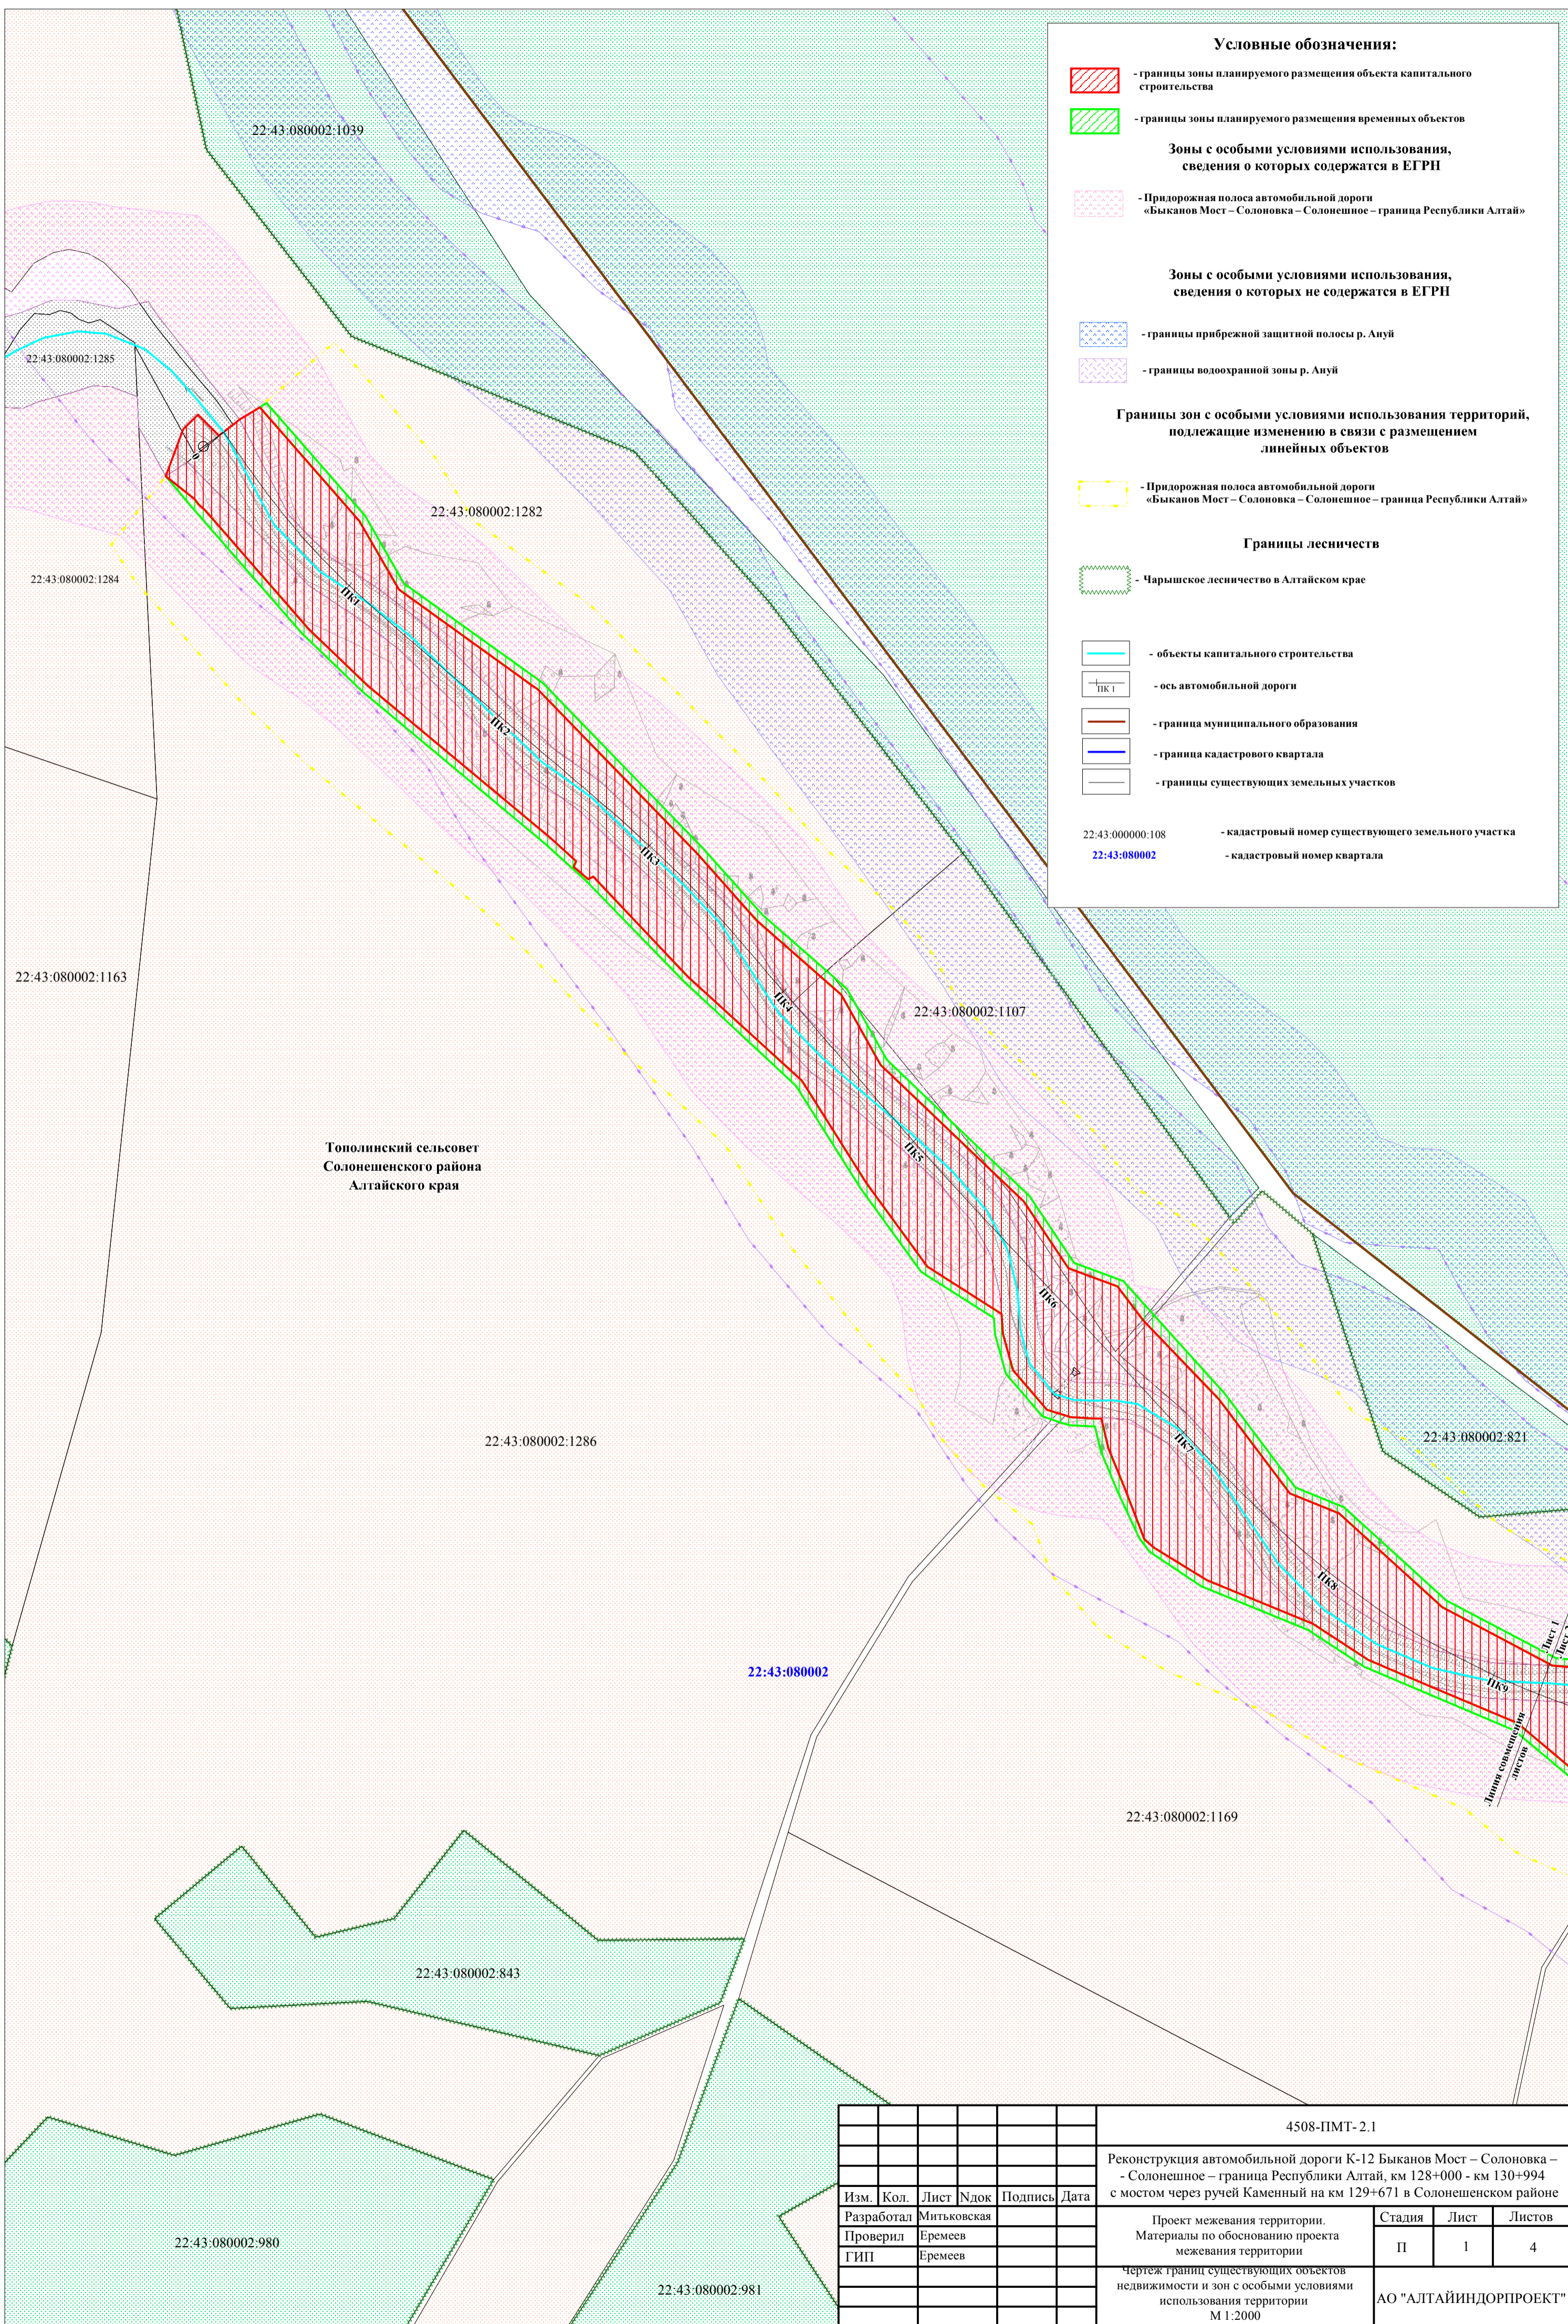 Условные обозначения:
- границы зоны планируемого размещения объекта капитального
строительства
- границы зоны планируемого размещения временных объектов
Зоны с особыми условиями использования,
сведения о которых содержатся в ЕГРН
- Придорожная полоса автомобильной дороги
«Быканов Мост – Солоновка – Солонешное – граница Республики Алтай»
Зоны с особыми условиями использования,
сведения о которых не содержатся в ЕГРН
- границы прибрежной защитной полосы р. Ануй
- границы водоохранной зоны р. Ануй
Границы зон с особыми условиями использования территорий,
подлежащие изменению в связи с размещением
линейных объектов
- Придорожная полоса автомобильной дороги
«Быканов Мост – Солоновка – Солонешное – граница Республики Алтай»
Границы лесничеств
- Чарышское лесничество в Алтайском крае
- объекты капитального строительства
ПК 1
- ось автомобильной дороги
- граница муниципального образования
- граница кадастрового квартала
- границы существующих земельных участков
22:43:000000:108 - кадастровый номер существующего земельного участка
22:43:080002 - кадастровый номер квартала
22:43:080002:1039
22:43:080002:1285
0
22:43:080002:1282
22:43:080002:1284
ПК1
ПК2
ПК3
22:43:080002:1163
ПК4
22:43:080002:1107
Тополинский сельсовет
Солонешенского района
Алтайского края
ПК5
ПК6
22:43:080002:1286
ПК7
22:43:080002:821
ПК8
Лист 1
22:43:080002
ПК9
Линия совмещения
листов
22:43:080002:1169
22:43:080002:843
22:43:080002:980
22:43:080002:981
4508-ПМТ- 2.1
Реконструкция автомобильной дороги К-12 Быканов Мост – Солоновка –
- Солонешное – граница Республики Алтай, км 128+000 - км 130+994
с мостом через ручей Каменный на км 129+671 в Солонешенском районе
Изм. Кол. Лист Nдок Подпись Дата
Разработал Митьковская
Проверил Еремеев
ГИП Еремеев
Проект межевания территории.
Материалы по обоснованию проекта
межевания территории
Стадия Лист Листов
П 1 4
Чертеж границ существующих объектов
недвижимости и зон с особыми условиями
использования территории
М 1:2000
АО "АЛТАЙИНДОРПРОЕКТ"